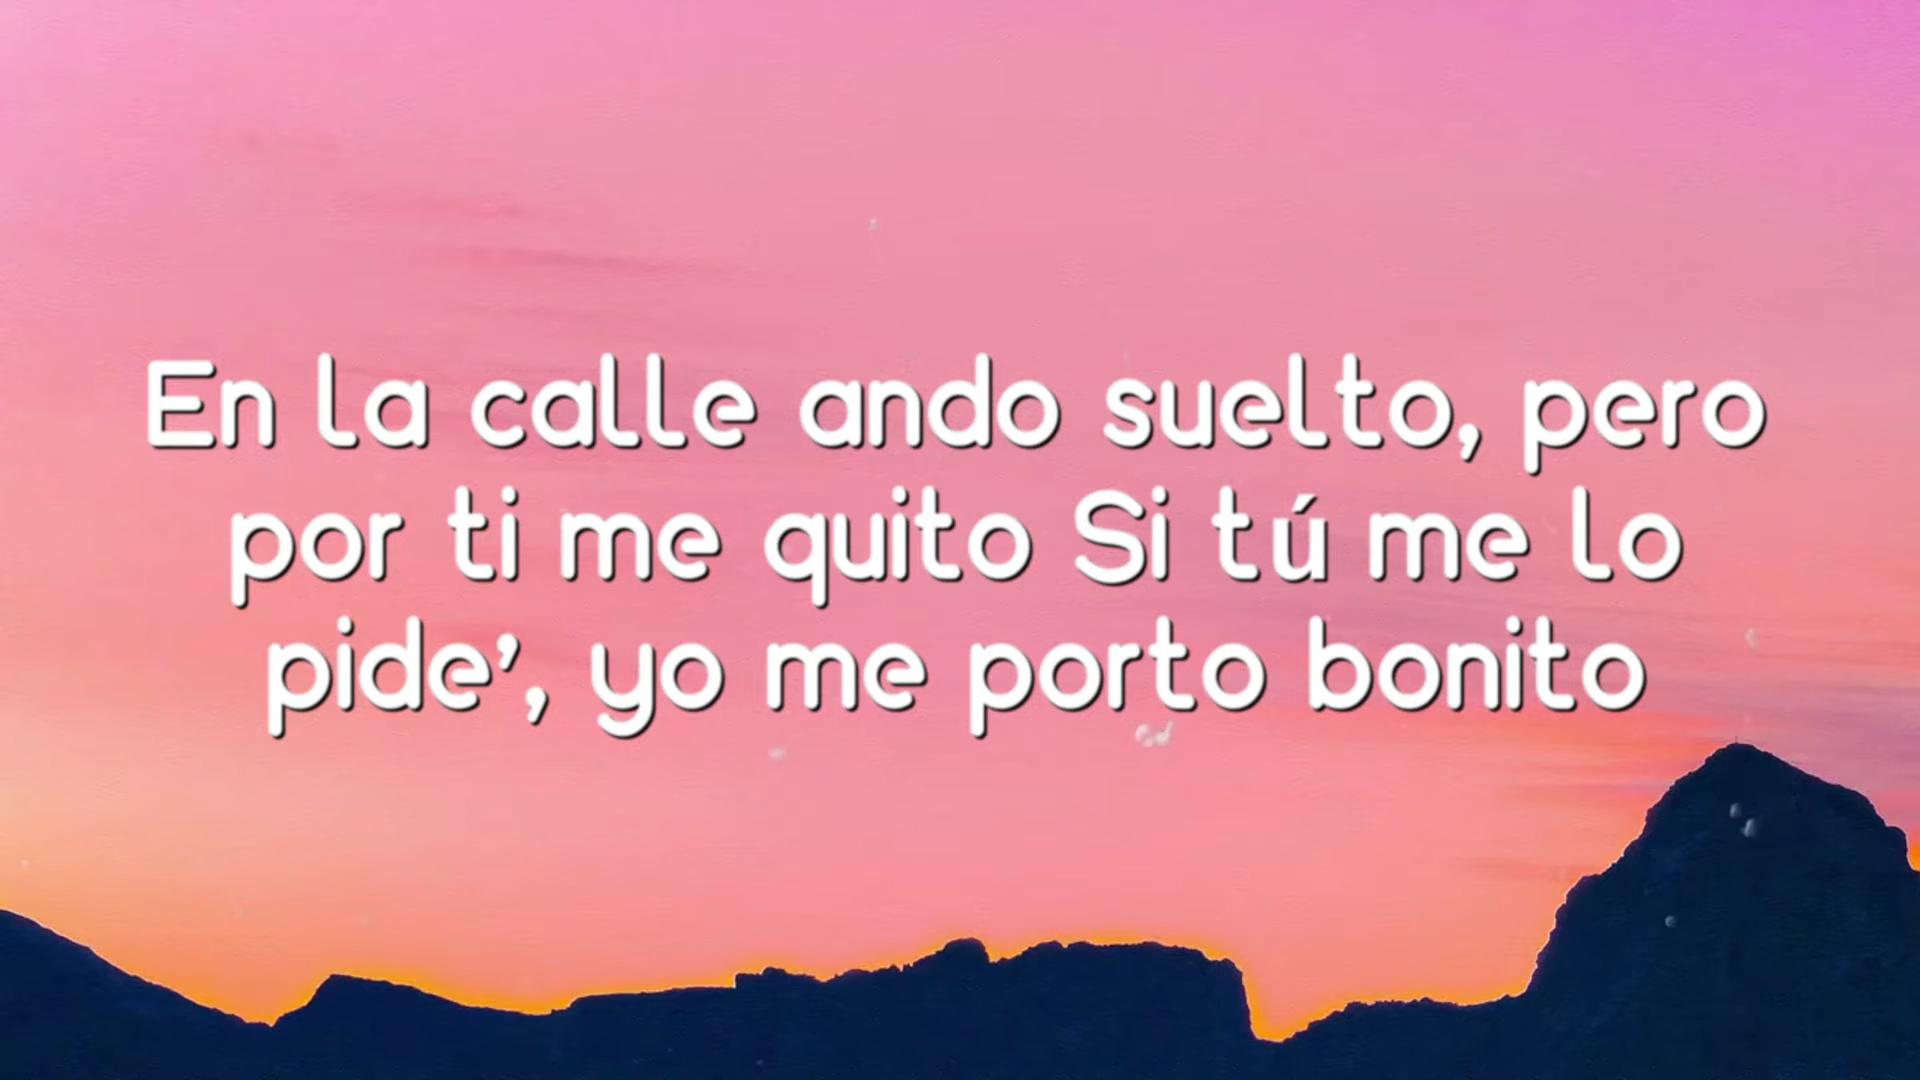 En la calle ando suelto, pero
por ti me quito Si tú me lo
pide’, yo me porto bonito